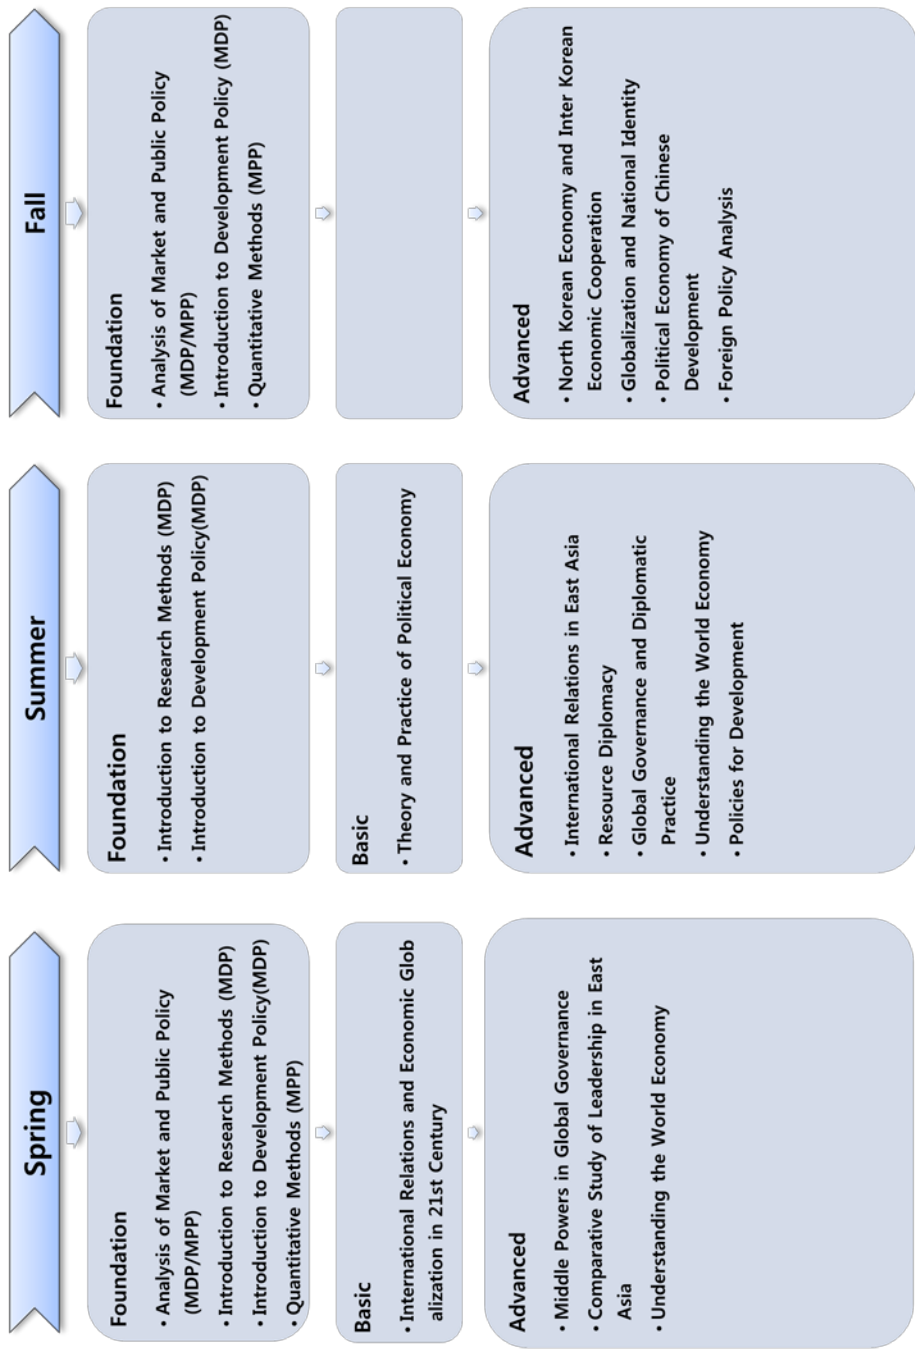 Spring
Foundation
• Analysis of Market and Public Policy
(MDP/MPP)
• Introduction to Research Methods (MDP)
• Introduction to Development Policy(MDP)
• Quantitative Methods (MPP)
Basic
• International Relations and Economic Glob
alization in 21st Century
Advanced
• Middle Powers in Global Governance
• Comparative Study of Leadership in East
Asia
• Understanding the World Economy
Summer
Foundation
• Introduction to Research Methods (MDP)
• Introduction to Development Policy(MDP)
Basic
• Theory and Practice of Political Economy
Advanced
• International Relations in East Asia
• Resource Diplomacy
• Global Governance and Diplomatic
Practice
• Understanding the World Economy
• Policies for Development
Fall
Foundation
• Analysis of Market and Public Policy
(MDP/MPP)
• Introduction to Development Policy (MDP)
• Quantitative Methods (MPP)
Advanced
• North Korean Economy and Inter Korean
Economic Cooperation
• Globalization and National Identity
• Political Economy of Chinese
Development
• Foreign Policy Analysis